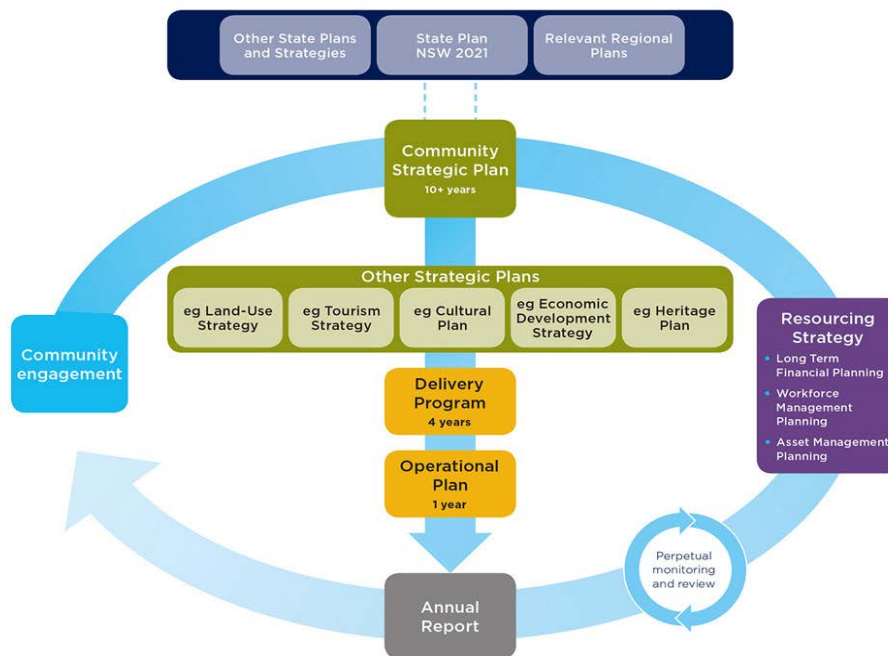 Other State Plans
and Strategies
State Plan
NSW 2021
Relevant Regional
Plans
Community
Strategic Plan
10+ years
Other Strategic Plans
eg Land-Use
Strategy
eg Tourism
Strategy
eg Cultural
Plan
eg Economic
Development
Strategy
eg Heritage
Plan
Community
engagement
Resourcing
Strategy
• Long Term
Financial Planning
• Workforce
Management
Planning
• Asset Management
Planning
Delivery
Program
4 years
Operational
Plan
1 year
Perpetual
monitoring
and review
Annual
Report